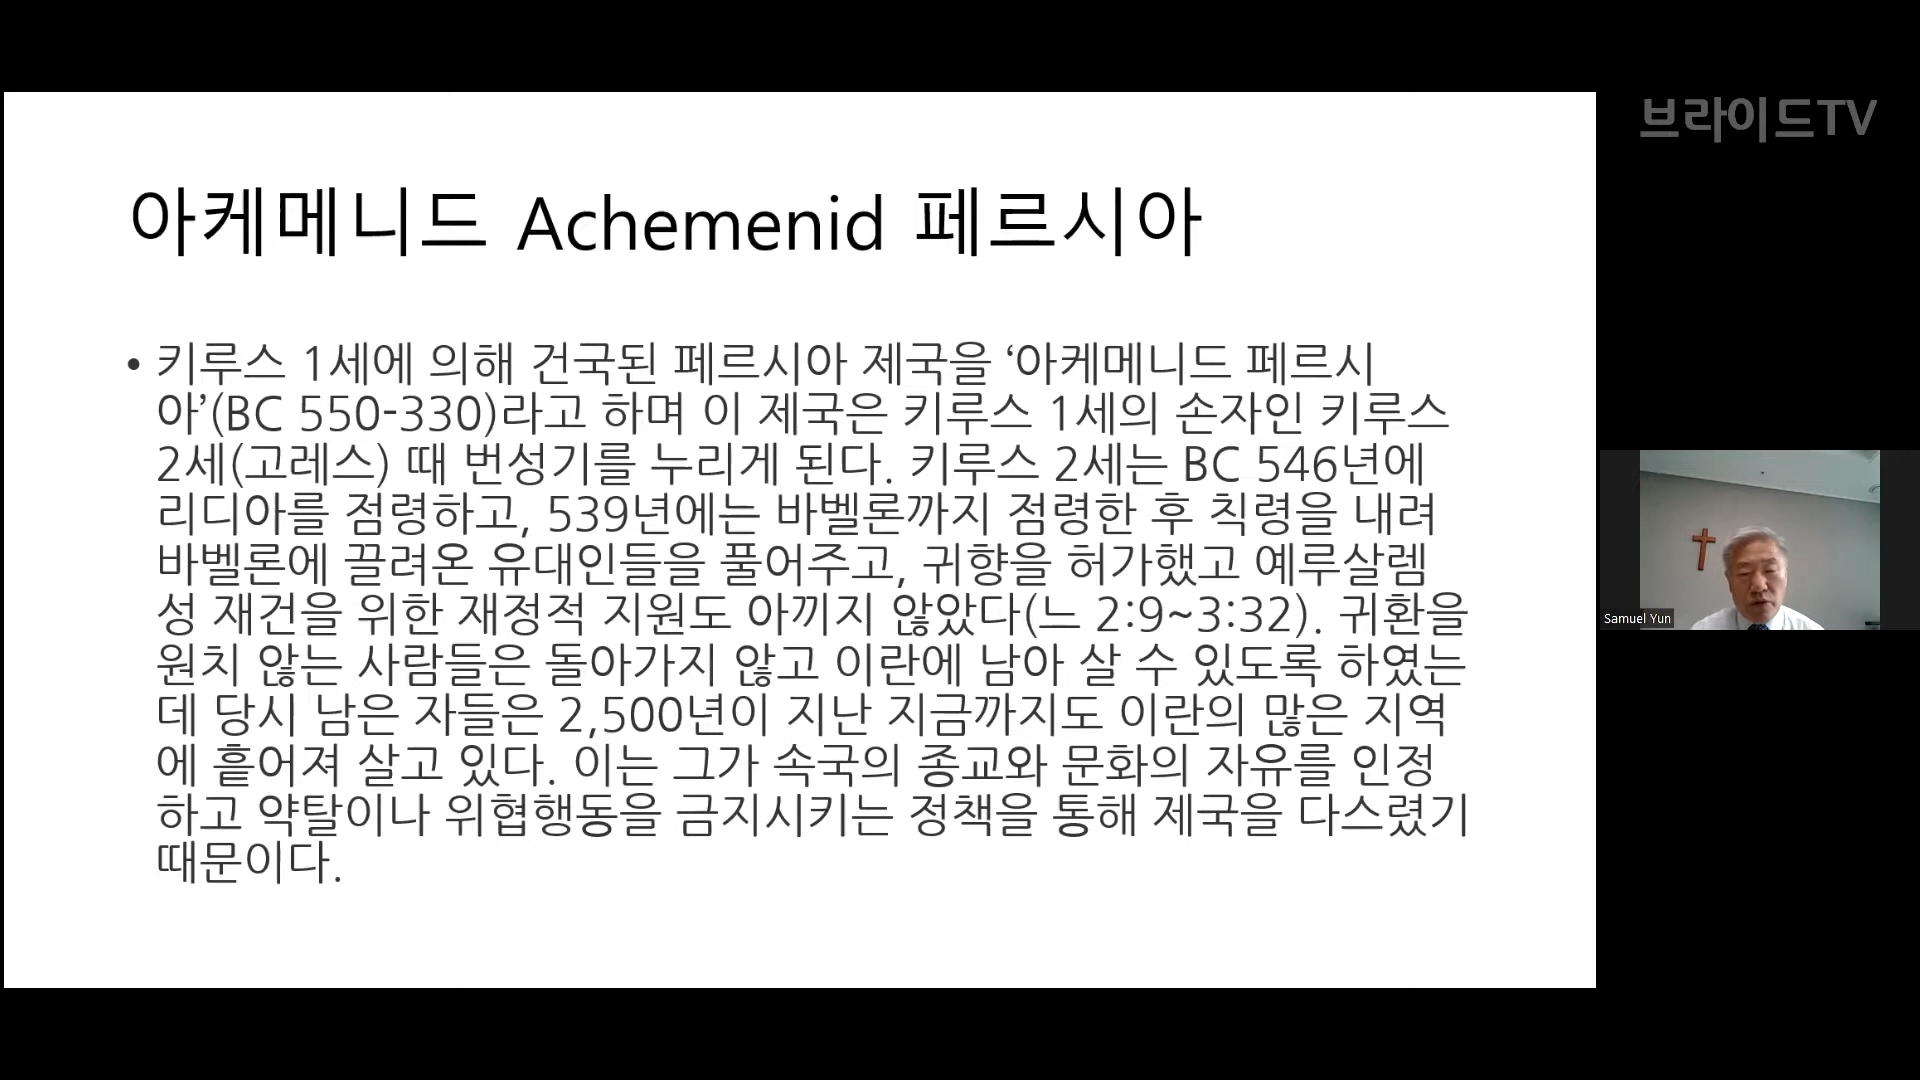 브라이드TV
아케메니드 Achemenid 페르시아
• 키루스 1세에 의해 건국된 페르시아 제국을 ‘아케메니드 페르시
아’(BC 550-330)라고 하며 이 제국은 키루스 1세의 손자인 키루스
2세(고레스) 때 번성기를 누리게 된다. 키루스 2세는 BC 546년에
리디아를 점령하고, 539년에는 바벨론까지 점령한 후 칙령을 내려
바벨론에 끌려온 유대인들을 풀어주고, 귀향을 허가했고 예루살렘
성 재건을 위한 재정적 지원도 아끼지 않았다(느 2:9~3:32). 귀환을
원치 않는 사람들은 돌아가지 않고 이란에 남아 살 수 있도록 하였는
데 당시 남은 자들은 2,500년이 지난 지금까지도 이란의 많은 지역
에 흩어져 살고 있다. 이는 그가 속국의 종교와 문화의 자유를 인정
하고 약탈이나 위협행동을 금지시키는 정책을 통해 제국을 다스렸기
때문이다.
Samuel Yun